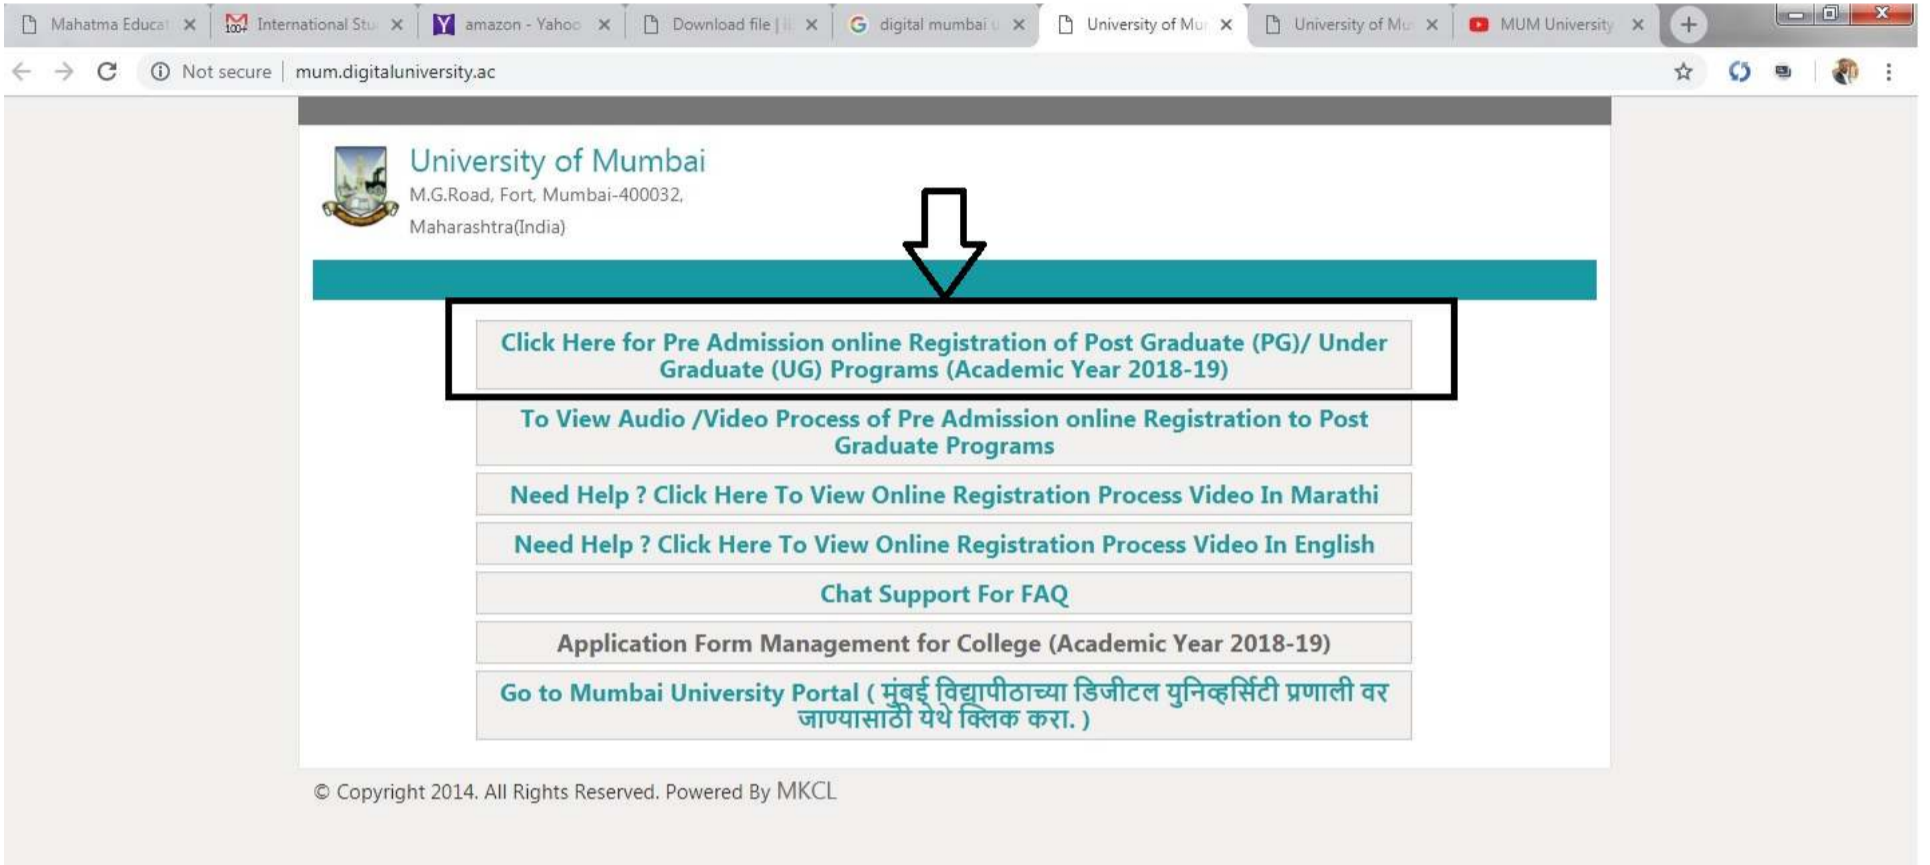 Mahatma Educat
100+ International Stu
amazon - Yahoo
Download file | i
digital mumbai u
University of Mu
University of Mu
MUM University
Not secure | mum.digitaluniversity.ac
University of Mumbai
M.G.Road, Fort, Mumbai-400032,
Maharashtra(India)
Click Here for Pre Admission online Registration of Post Graduate (PG)/ Under
Graduate (UG) Programs (Academic Year 2018-19)
To View Audio /Video Process of Pre Admission online Registration to Post
Graduate Programs
Need Help ? Click Here To View Online Registration Process Video In Marathi
Need Help ? Click Here To View Online Registration Process Video In English
Chat Support For FAQ
Application Form Management for College (Academic Year 2018-19)
Go to Mumbai University Portal ( मुंबई विद्यापीठाच्या डिजीटल युनिव्हर्सिटी प्रणाली वर
जाण्यासाठी येथे क्लिक करा. )
© Copyright 2014. All Rights Reserved. Powered By MKCL